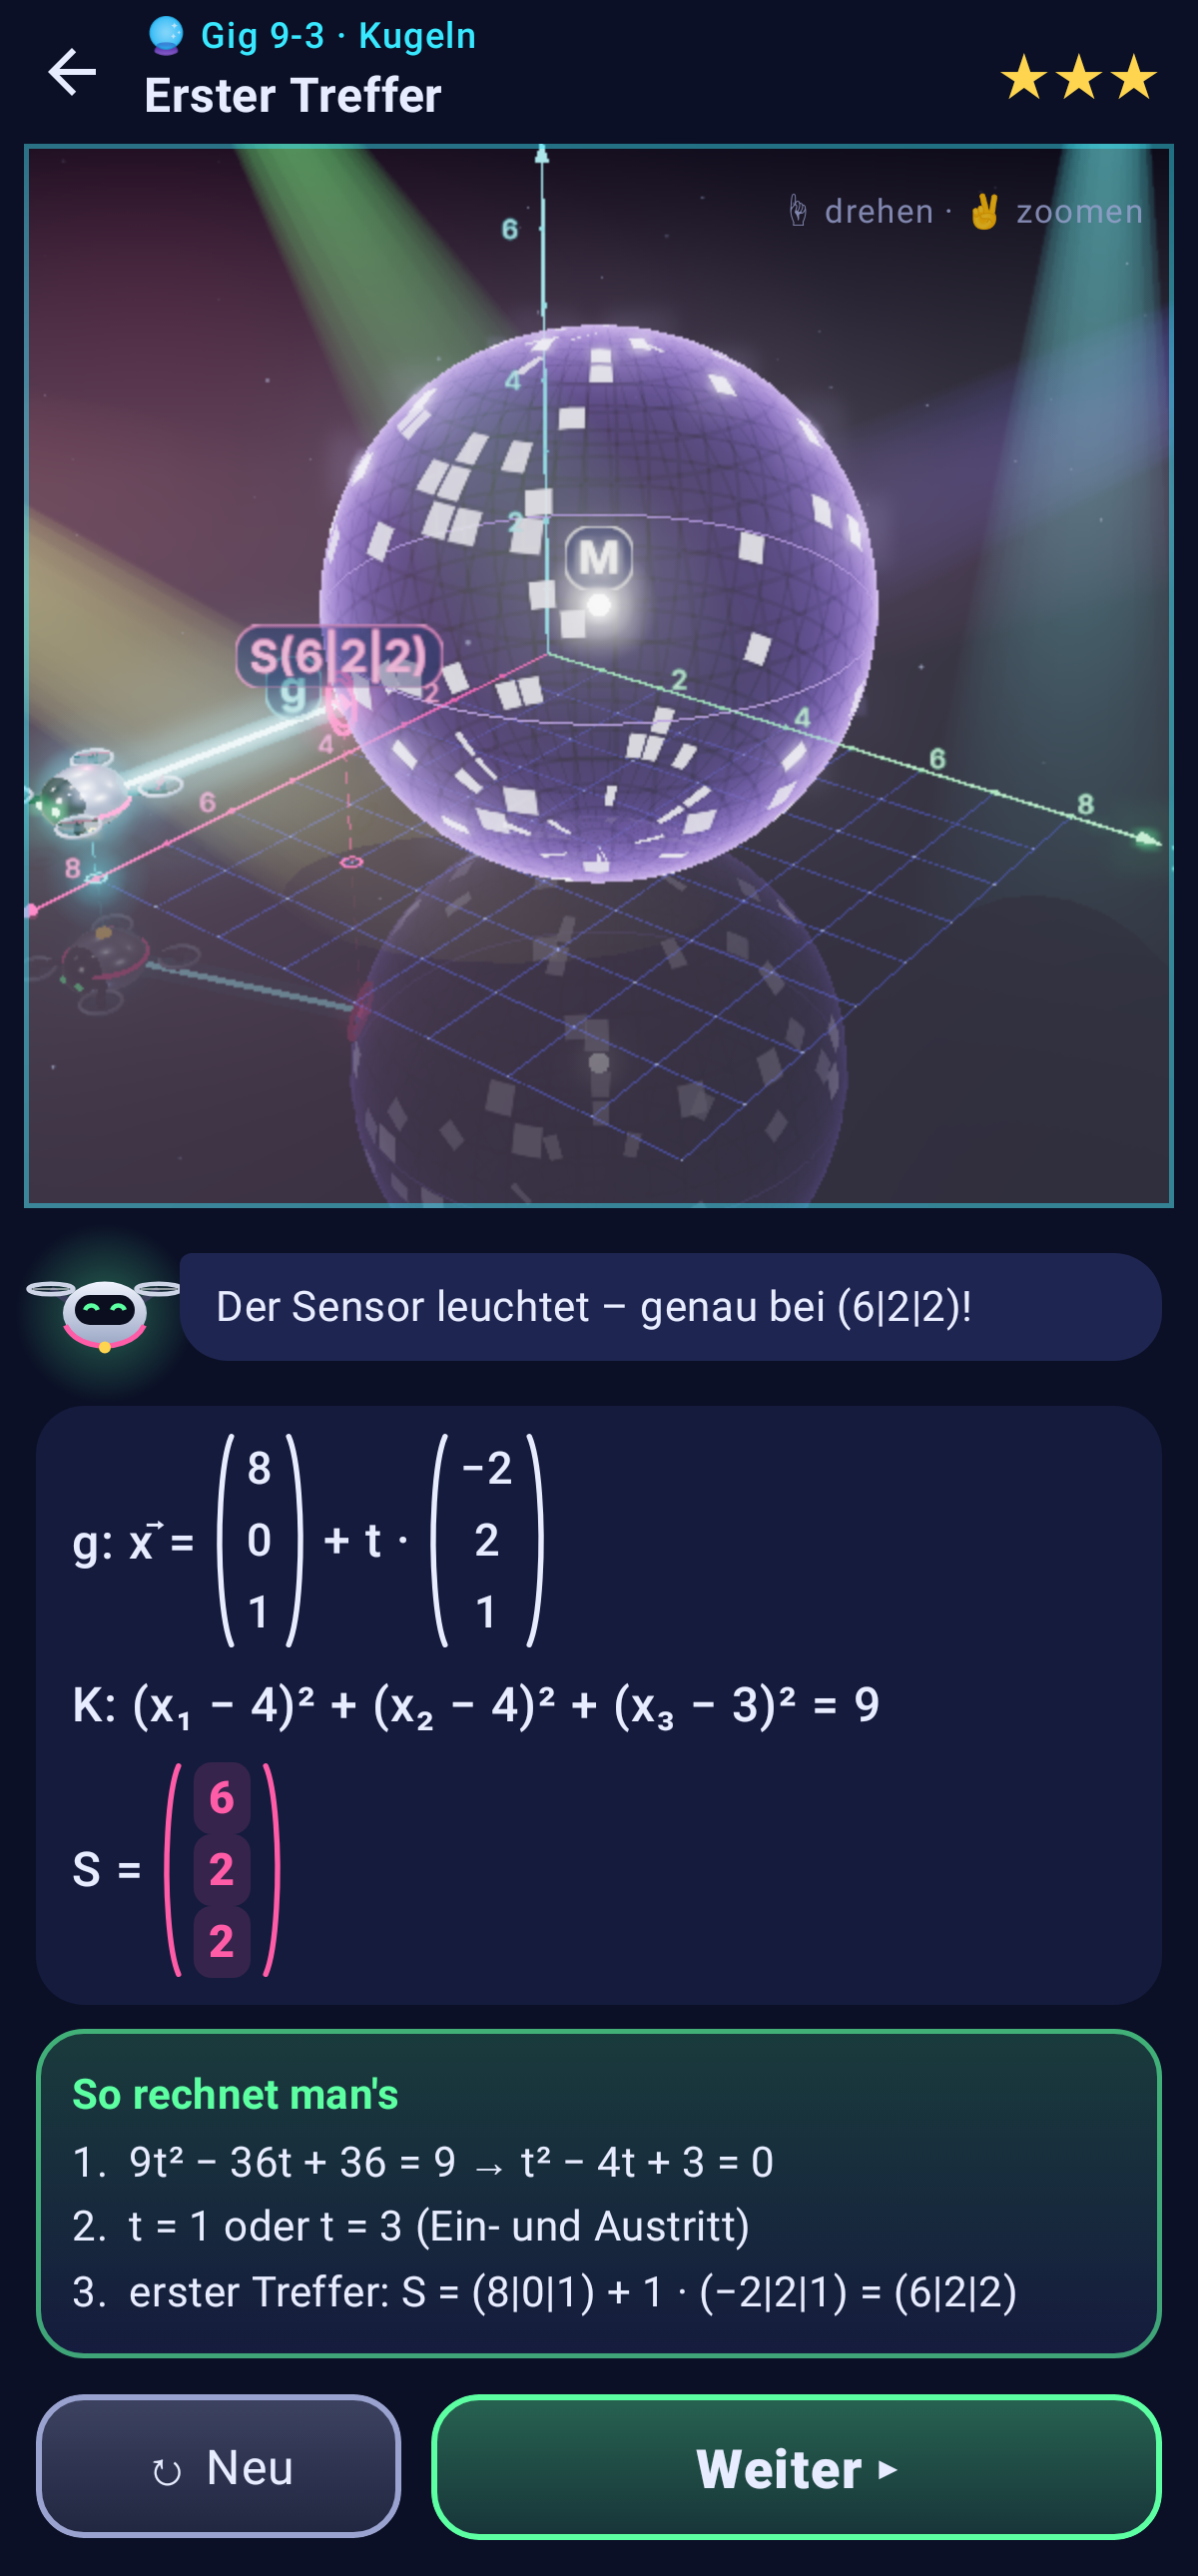 🔮 Gig 9-3 · Kugeln
Erster Treffer
★★★
☝ drehen · ✌ zoomen
6
4
2
M
S(6|2|2)
g
2
4
6
8
2
4
6
8
Der Sensor leuchtet – genau bei (6|2|2)!
g: x⃗ = (8 0 1) + t · (−2 2 1)
K: (x₁ − 4)² + (x₂ − 4)² + (x₃ − 3)² = 9
S = (6 2 2)
So rechnet man's
1. 9t² − 36t + 36 = 9 → t² − 4t + 3 = 0
2. t = 1 oder t = 3 (Ein- und Austritt)
3. erster Treffer: S = (8|0|1) + 1 · (−2|2|1) = (6|2|2)
↻ Neu
Weiter ▸